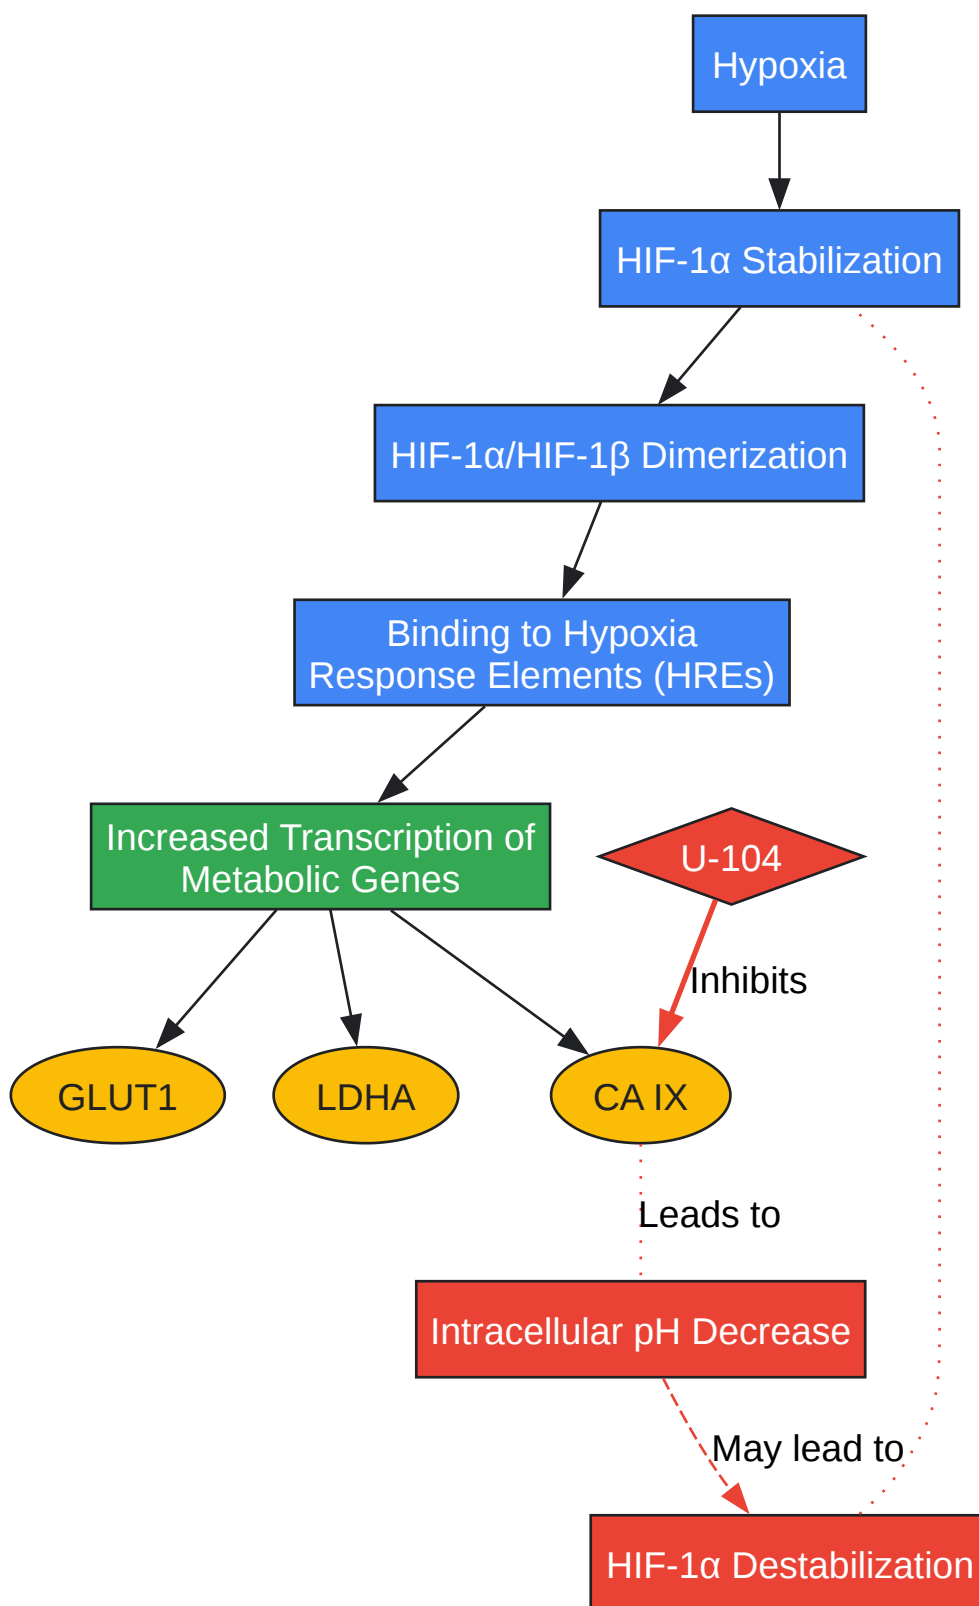 Hypoxia
HIF-1α Stabilization
HIF-1α/HIF-1β Dimerization
Binding to Hypoxia
Response Elements (HREs)
Increased Transcription of
Metabolic Genes
U-104
Inhibits
GLUT1
LDHA
CA IX
Leads to
Intracellular pH Decrease
May lead to
HIF-1α Destabilization